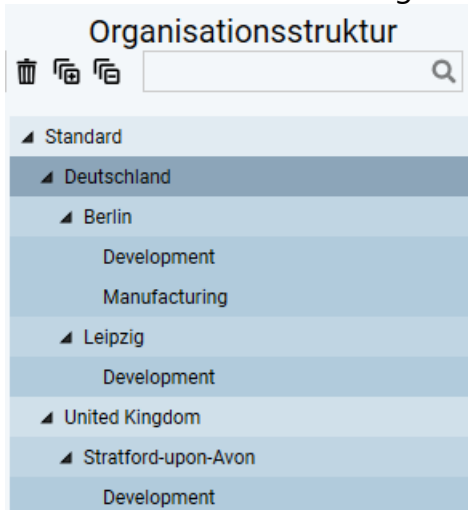 Organisationsstruktur
Standard
Deutschland
Berlin
Development
Manufacturing
Leipzig
Development
United Kingdom
Stratford-upon-Avon
Development